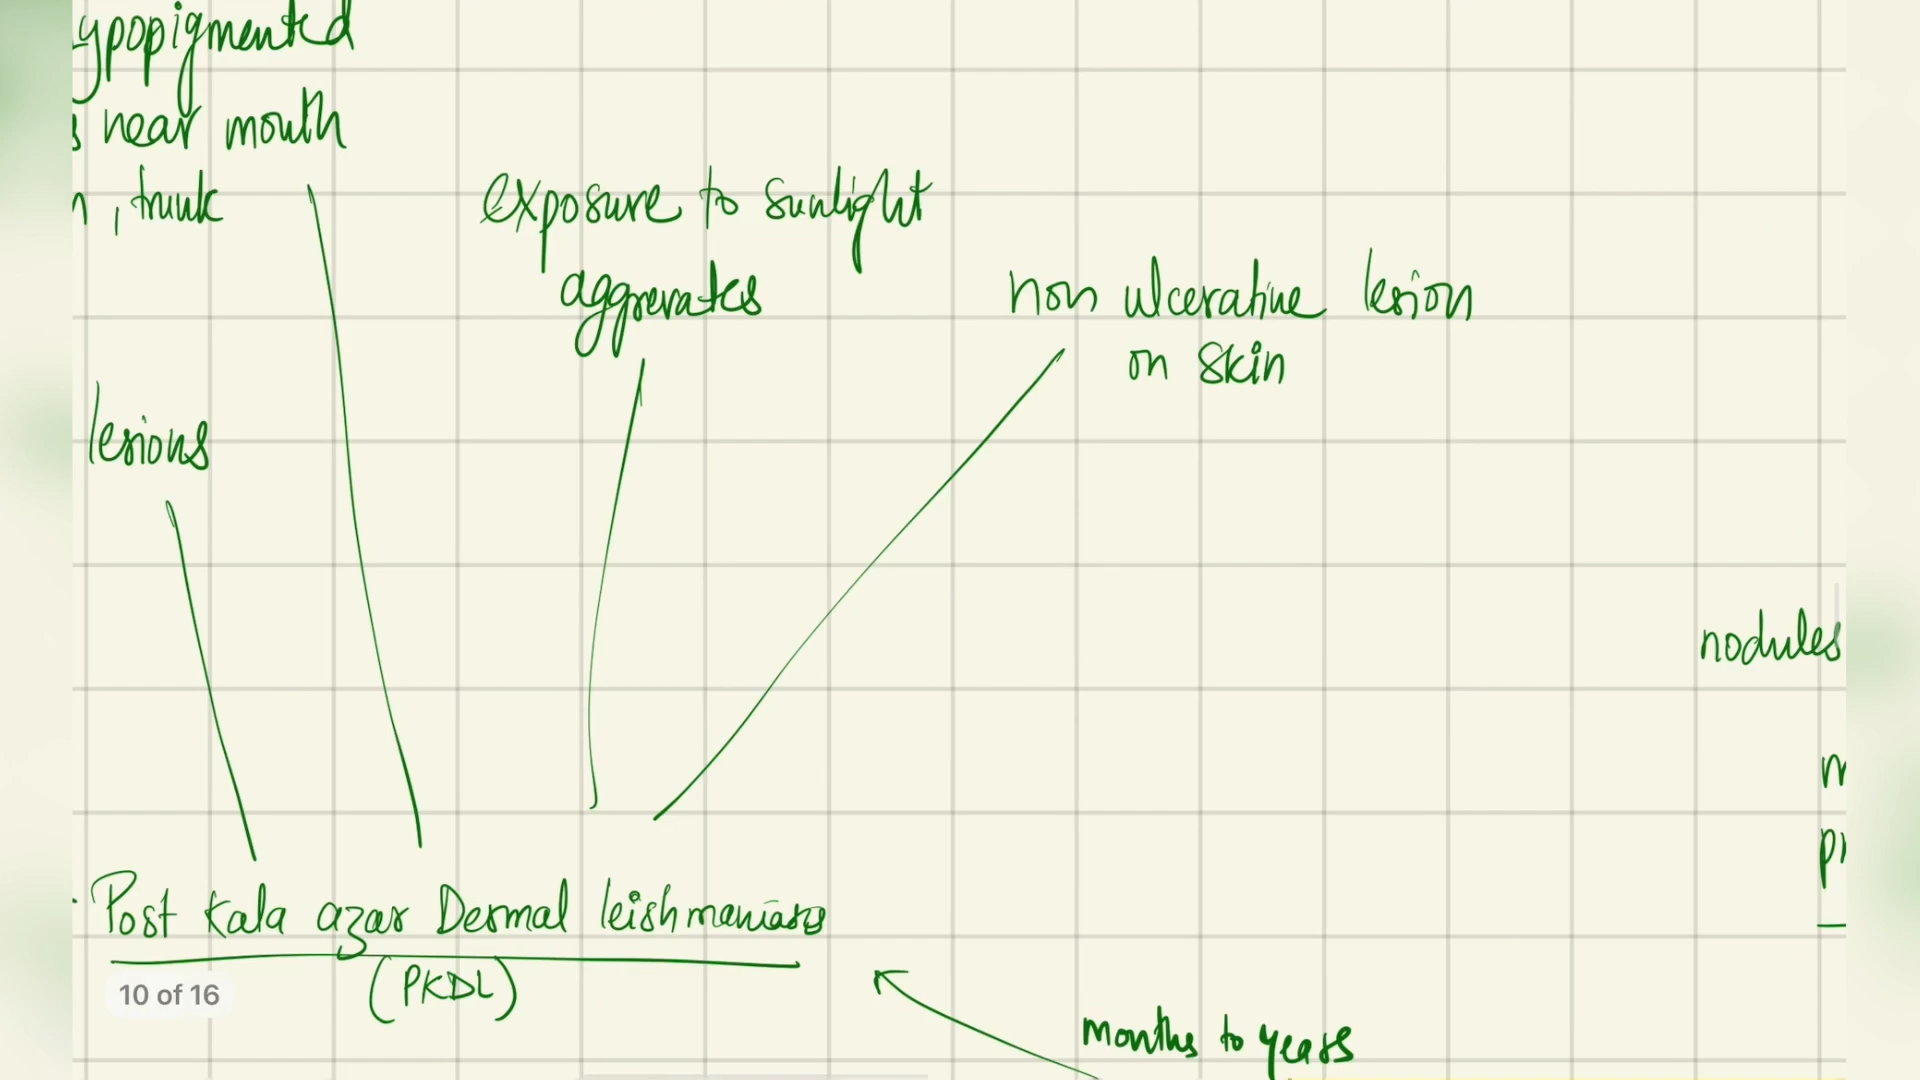 ypopigmented
s near mouth
n, trunk
exposure to sunlight
aggrevates
non ulcerative lesion
on skin
lesions
nodules
Post Kala azar Dermal leishmaniasis
(PKDL)
10 of 16
months to years